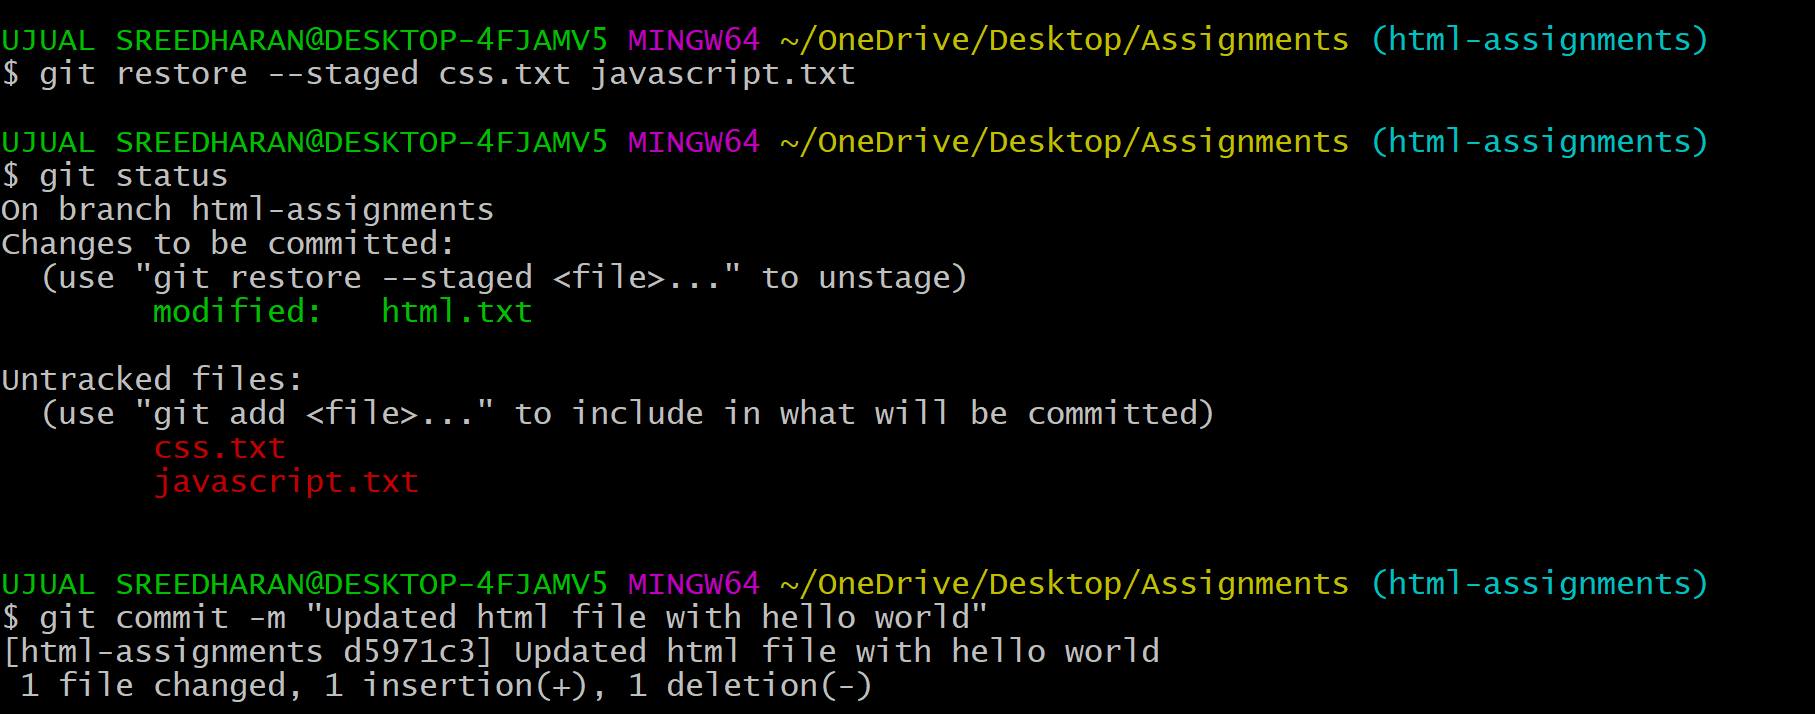 UJUAL SREEDHARAN@DESKTOP-4FJAMV5 MINGW64 ~/OneDrive/Desktop/Assignments (html-assignments)
$ git restore --staged css.txt javascript.txt
UJUAL SREEDHARAN@DESKTOP-4FJAMV5 MINGW64 ~/OneDrive/Desktop/Assignments (html-assignments)
$ git status
On branch html-assignments
Changes to be committed:
  (use "git restore --staged <file>..." to unstage)
        modified:   html.txt
Untracked files:
  (use "git add <file>..." to include in what will be committed)
        css.txt
        javascript.txt
UJUAL SREEDHARAN@DESKTOP-4FJAMV5 MINGW64 ~/OneDrive/Desktop/Assignments (html-assignments)
$ git commit -m "Updated html file with hello world"
[html-assignments d5971c3] Updated html file with hello world
 1 file changed, 1 insertion(+), 1 deletion(-)